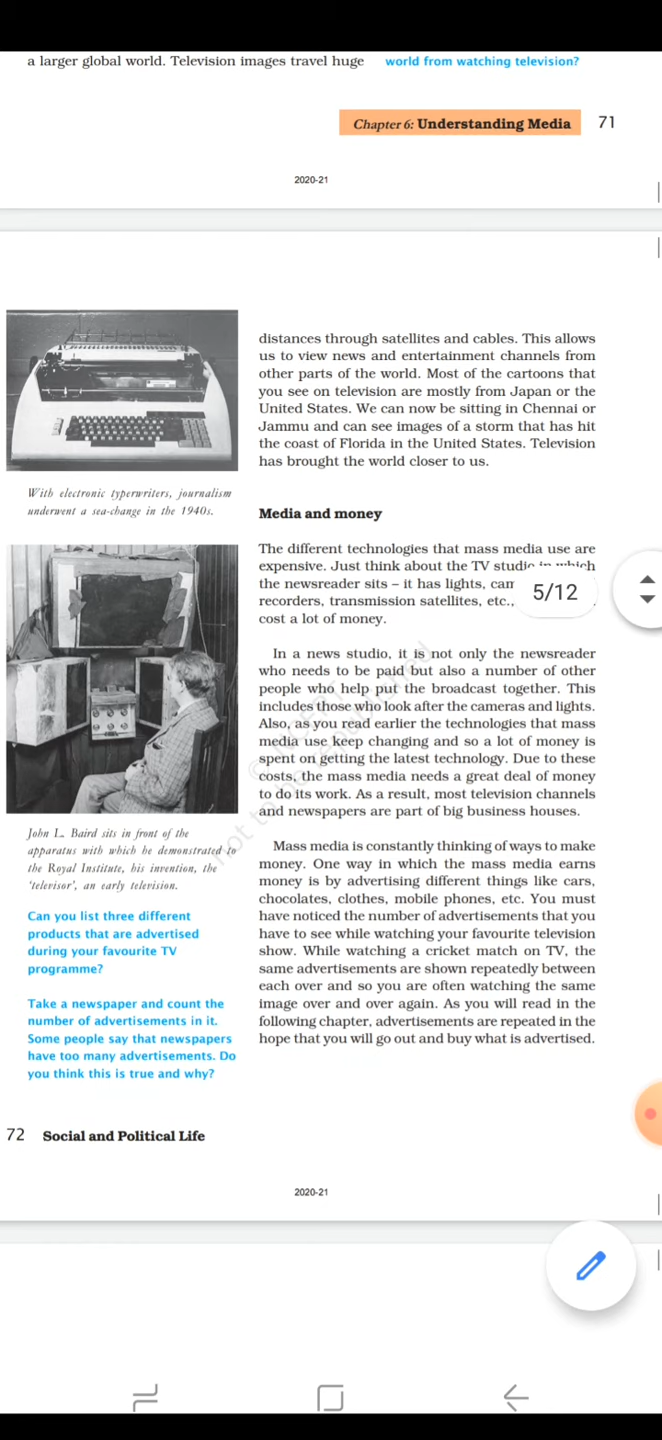 a larger global world. Television images travel huge
world from watching television?
Chapter 6: Understanding Media 71
2020-21
With electronic typerwriters, journalism
underwent a sea-change in the 1940s.
John L. Baird sits in front of the
apparatus with which he demonstrated to
the Royal Institute, his invention, the
'televisor', an early television.
Can you list three different
products that are advertised
during your favourite TV
programme?
Take a newspaper and count the
number of advertisements in it.
Some people say that newspapers
have too many advertisements. Do
you think this is true and why?
distances through satellites and cables. This allows
us to view news and entertainment channels from
other parts of the world. Most of the cartoons that
you see on television are mostly from Japan or the
United States. We can now be sitting in Chennai or
Jammu and can see images of a storm that has hit
the coast of Florida in the United States. Television
has brought the world closer to us.
Media and money
The different technologies that mass media use are
expensive. Just think about the TV studio in which
the newsreader sits – it has lights,
recorders, transmission satellites, etc.,
cost a lot of money.
5/12
In a news studio, it is not only the newsreader
who needs to be paid but also a number of other
people who help put the broadcast together. This
includes those who look after the cameras and lights.
Also, as you read earlier the technologies that mass
media use keep changing and so a lot of money is
spent on getting the latest technology. Due to these
costs, the mass media needs a great deal of money
to do its work. As a result, most television channels
and newspapers are part of big business houses.
Mass media is constantly thinking of ways to make
money. One way in which the mass media earns
money is by advertising different things like cars,
chocolates, clothes, mobile phones, etc. You must
have noticed the number of advertisements that you
have to see while watching your favourite television
show. While watching a cricket match on TV, the
same advertisements are shown repeatedly between
each over and so you are often watching the same
image over and over again. As you will read in the
following chapter, advertisements are repeated in the
hope that you will go out and buy what is advertised.
not to be republished
72 Social and Political Life
2020-21